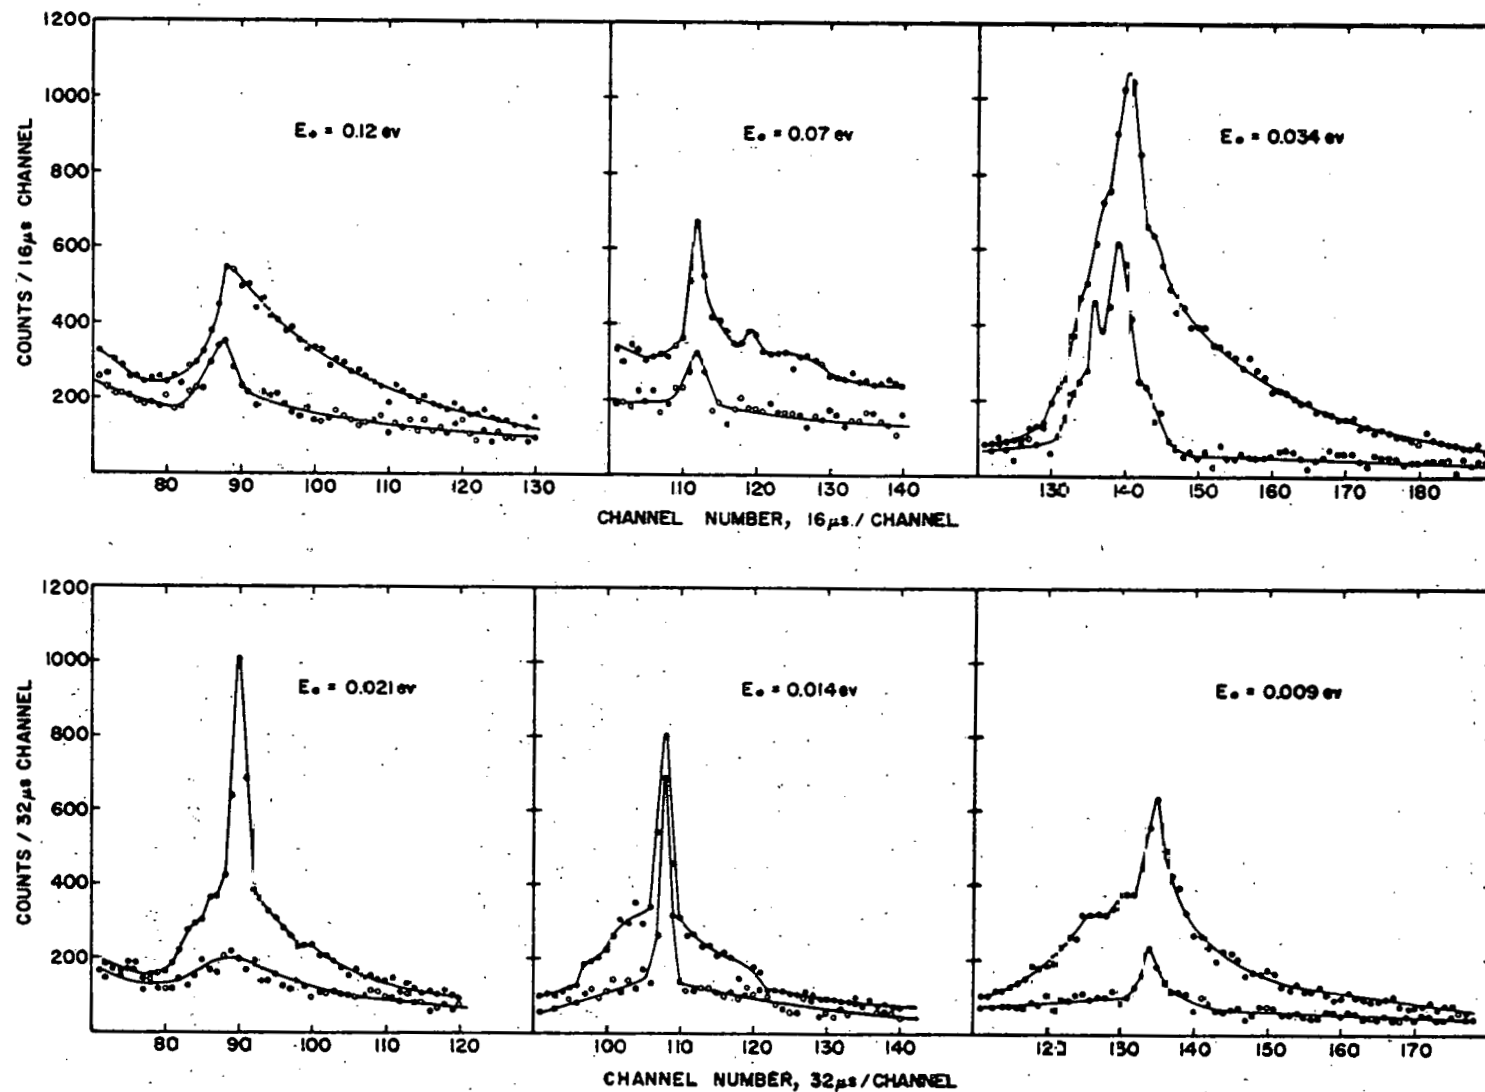 1200
1000
800
600
400
200
COUNTS / 16μs CHANNEL
E₀ = 0.12 ev
E₀ = 0.07 ev
E₀ = 0.034 ev
80 90 100 110 120 130
110 120 130 140
130 140 150 160 170 180 190
CHANNEL NUMBER, 16μs./ CHANNEL
1200
1000
800
600
400
200
COUNTS / 32μs CHANNEL
E₀ = 0.021 ev
E₀ = 0.014 ev
E₀ = 0.009 ev
80 90 100 110 120
100 110 120 130 140
120 130 140 150 160 170
CHANNEL NUMBER, 32μs/CHANNEL